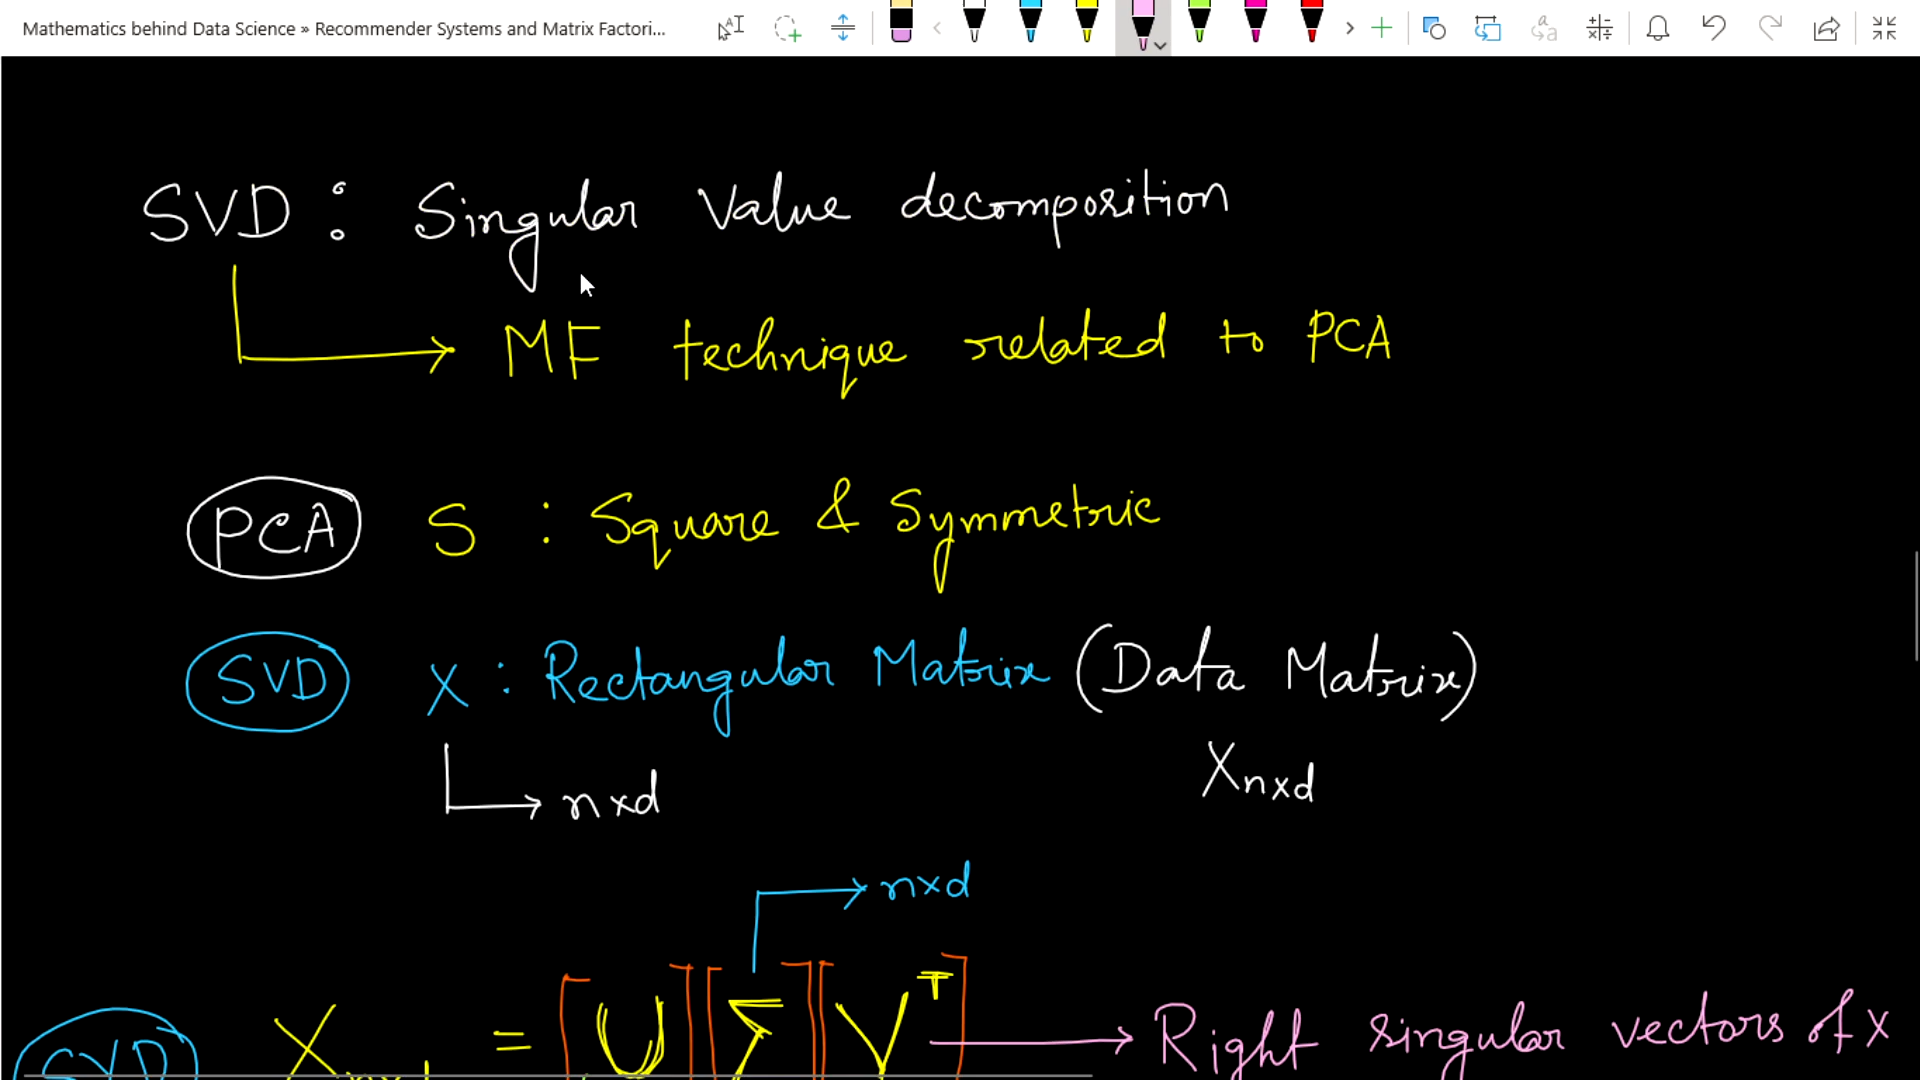 Mathematics behind Data Science » Recommender Systems and Matrix Factori...
SVD : Singular Value decomposition
MF technique related to PCA
PCA S : Square & Symmetric
SVD X : Rectangular Matrix (Data Matrix)
n×d X n×d
n×d
SVD X n×d = [U][Σ][V^T] → Right singular vectors of X